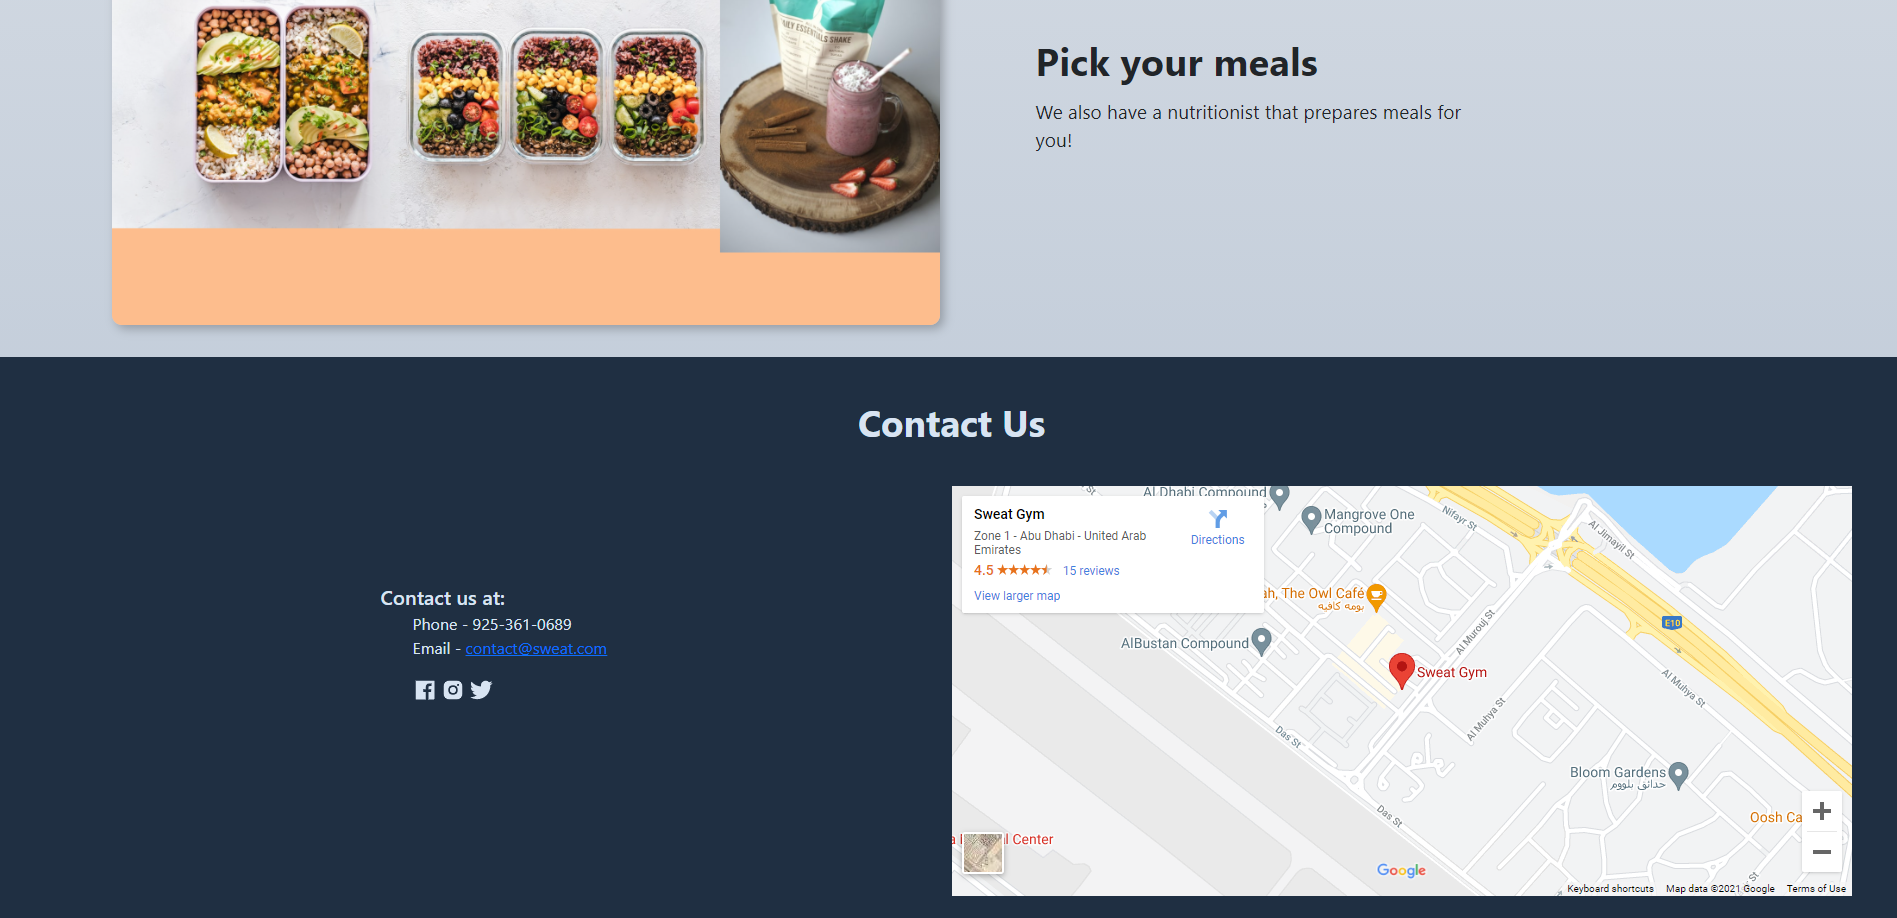 DAILY ESSENTIALS SHAKE
Pick your meals
We also have a nutritionist that prepares meals for
you!
Contact Us
Contact us at:
Phone - 925-361-0689
Email - contact@sweat.com
Sweat Gym
Zone 1 - Abu Dhabi - United Arab
Emirates
4.5
15 reviews
View larger map
Directions
Al Dhabi Compound
Mangrove One
Compound
Nifayr St
Al Jimayil St
The Owl Café
بومه كافيه
E10
AlBustan Compound
Al Murouj St
Sweat Gym
Al Muhya St
Al Muhya St
Das St
Bloom Gardens
حدائق بلووم
Das St
Oosh Ca
Center
St
St
Google
Keyboard shortcuts
Map data ©2021 Google
Terms of Use